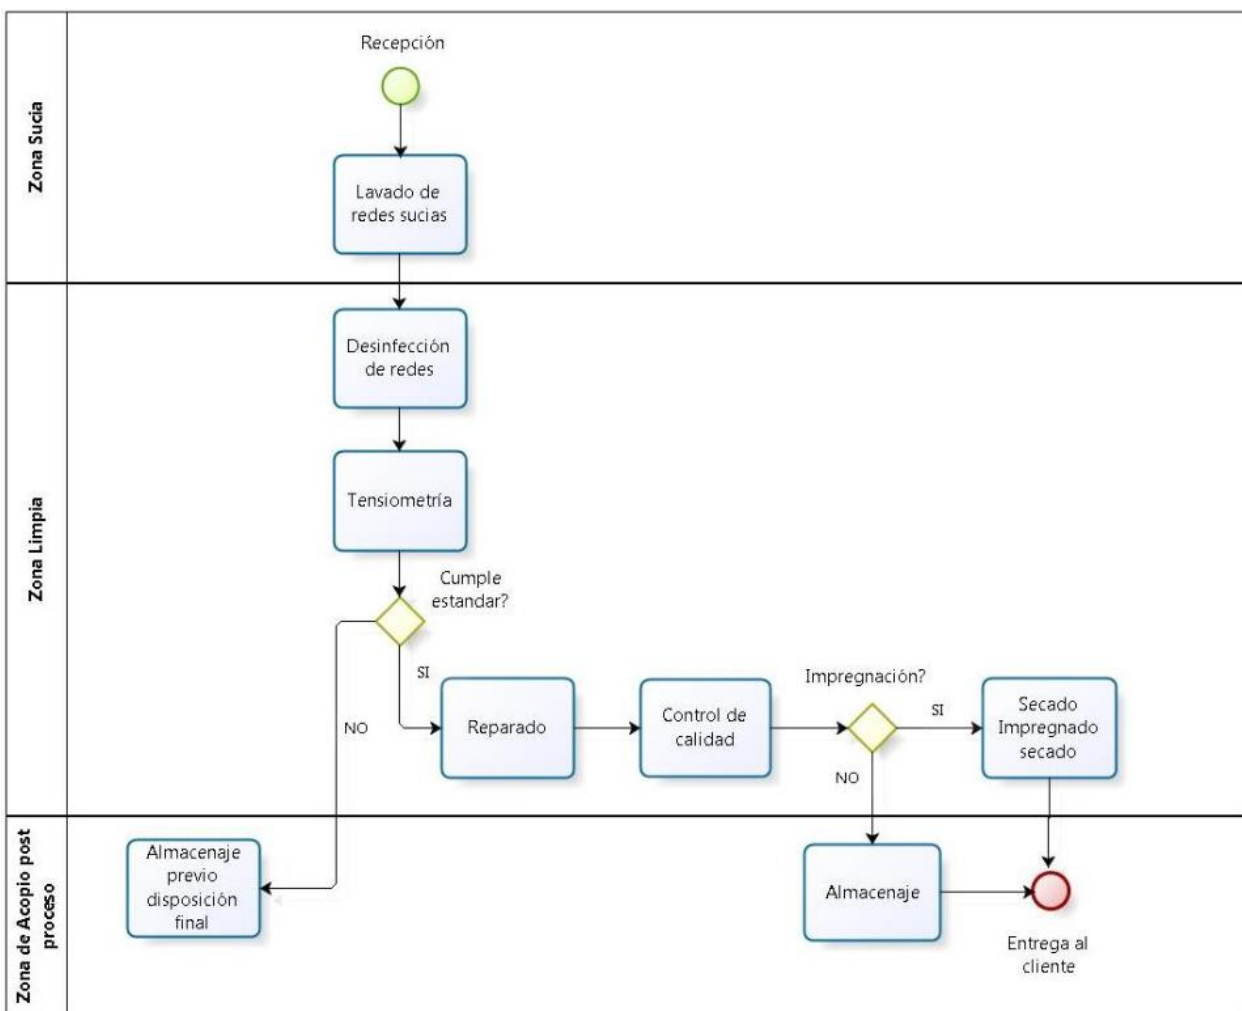 Zona Sucia
Recepción
Lavado de
redes sucias
Zona Limpia
Desinfección
de redes
Tensiometría
Cumple
estandar?
SI
NO
Reparado
Control de
calidad
Impregnación?
SI
NO
Secado
Impregnado
secado
Zona de Acopio post
proceso
Almacenaje
previo
disposición
final
Almacenaje
Entrega al
cliente